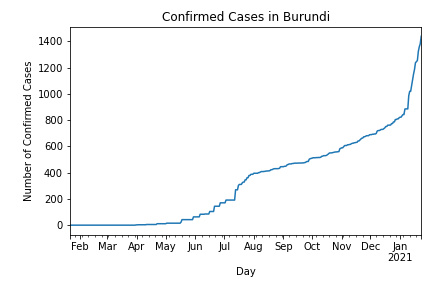 Confirmed Cases in Burundi
Number of Confirmed Cases
1400
1200
1000
800
600
400
200
0
Feb Mar Apr May Jun Jul Aug Sep Oct Nov Dec Jan
2021
Day